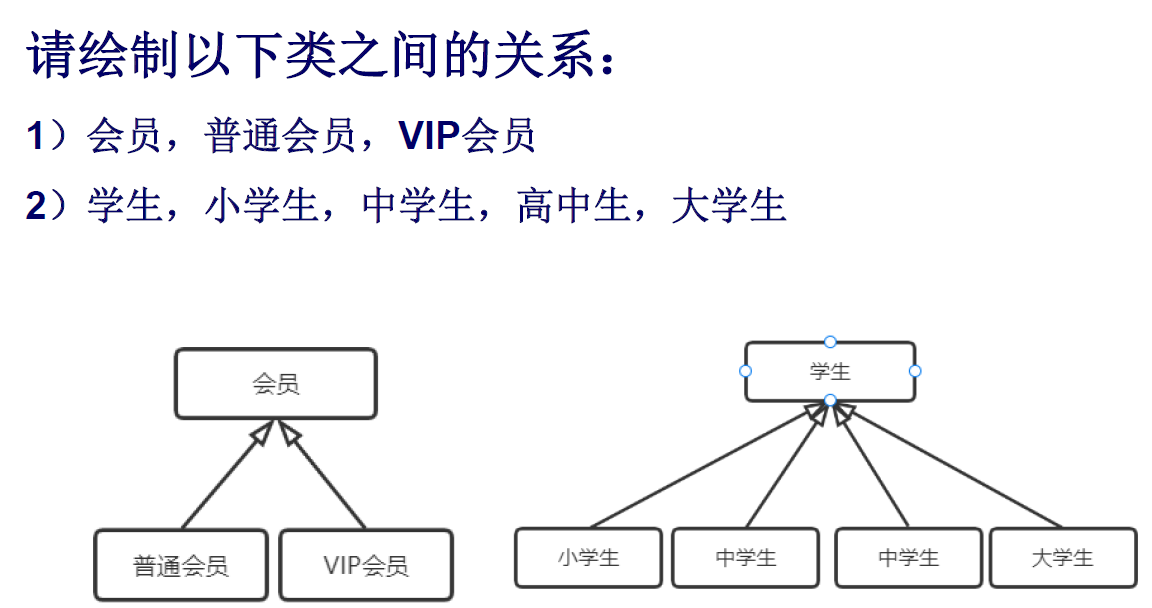 请绘制以下类之间的关系：
1）会员，普通会员，VIP会员
2）学生，小学生，中学生，高中生，大学生
会员
普通会员 VIP会员
学生
小学生 中学生 中学生 大学生